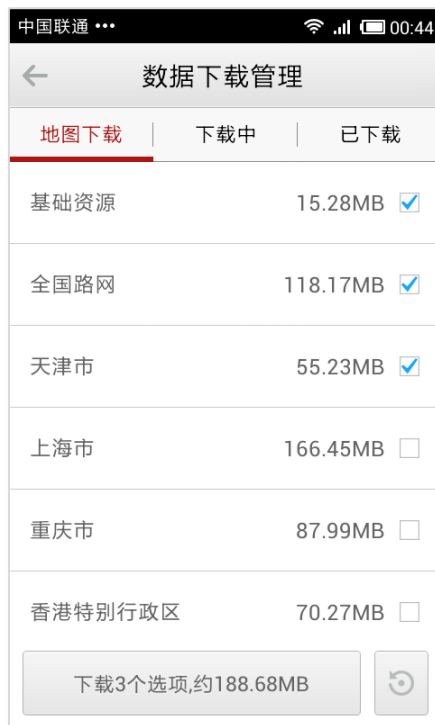 中国联通 ••• 00:44
数据下载管理
地图下载 下载中 已下载
基础资源 15.28MB
全国路网 118.17MB
天津市 55.23MB
上海市 166.45MB
重庆市 87.99MB
香港特别行政区 70.27MB
下载3个选项,约188.68MB